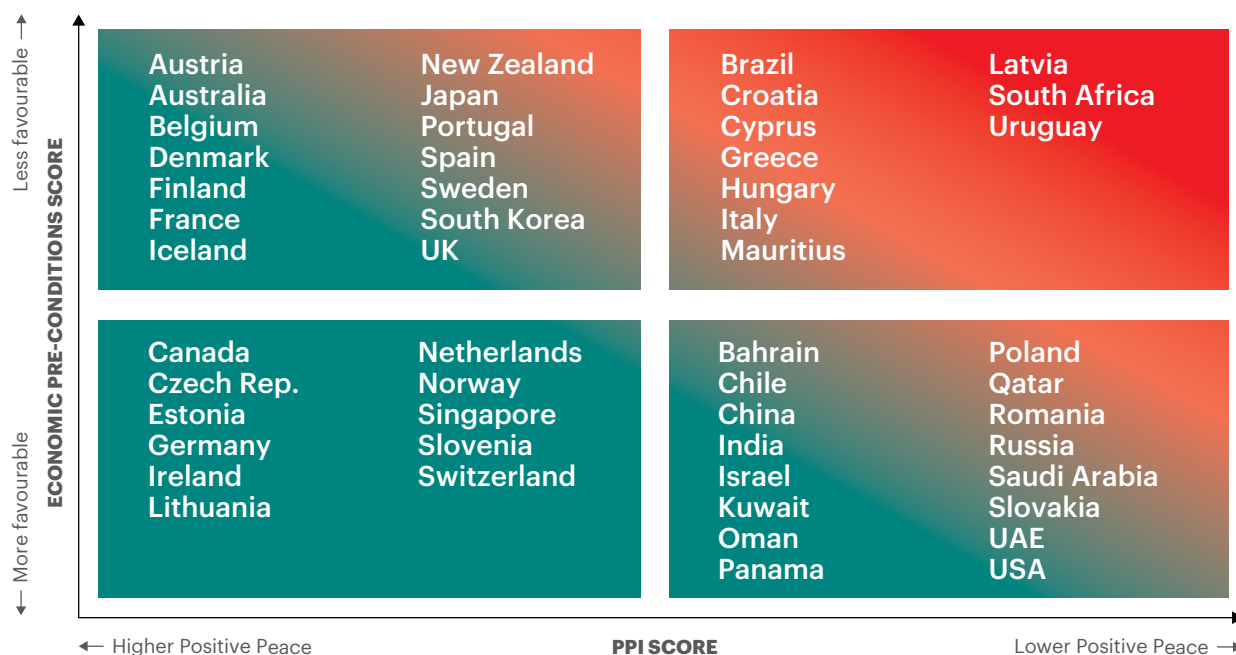 Less favourable →
ECONOMIC PRE-CONDITIONS SCORE
← More favourable
Austria
Australia
Belgium
Denmark
Finland
France
Iceland
New Zealand
Japan
Portugal
Spain
Sweden
South Korea
UK
Brazil
Croatia
Cyprus
Greece
Hungary
Italy
Mauritius
Latvia
South Africa
Uruguay
Canada
Czech Rep.
Estonia
Germany
Ireland
Lithuania
Netherlands
Norway
Singapore
Slovenia
Switzerland
Bahrain
Chile
China
India
Israel
Kuwait
Oman
Panama
Poland
Qatar
Romania
Russia
Saudi Arabia
Slovakia
UAE
USA
← Higher Positive Peace
PPI SCORE
Lower Positive Peace →